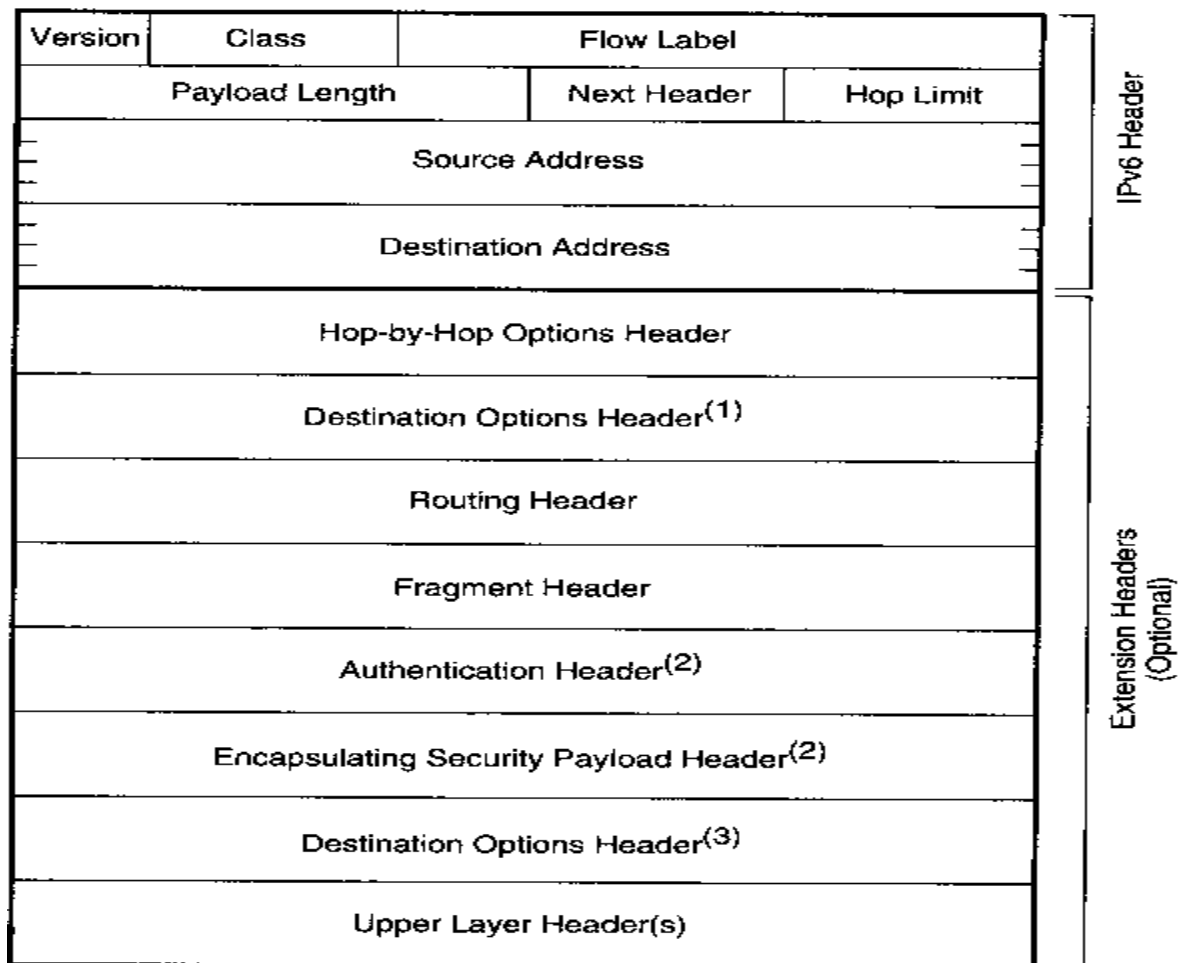 Version Class Flow Label
Payload Length Next Header Hop Limit
Source Address
Destination Address
Hop-by-Hop Options Header
Destination Options Header(1)
Routing Header
Fragment Header
Authentication Header(2)
Encapsulating Security Payload Header(2)
Destination Options Header(3)
Upper Layer Header(s)
IPv6 Header
Extension Headers
(Optional)